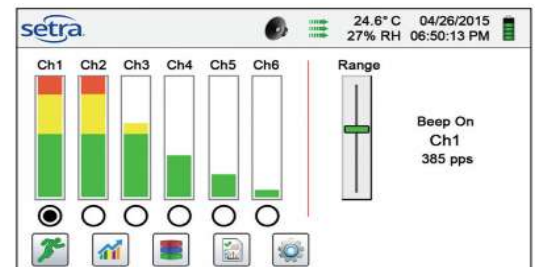 setra
24.6° C 04/26/2015
27% RH 06:50:13 PM
Ch1 Ch2 Ch3 Ch4 Ch5 Ch6 Range
Beep On
Ch1
385 pps